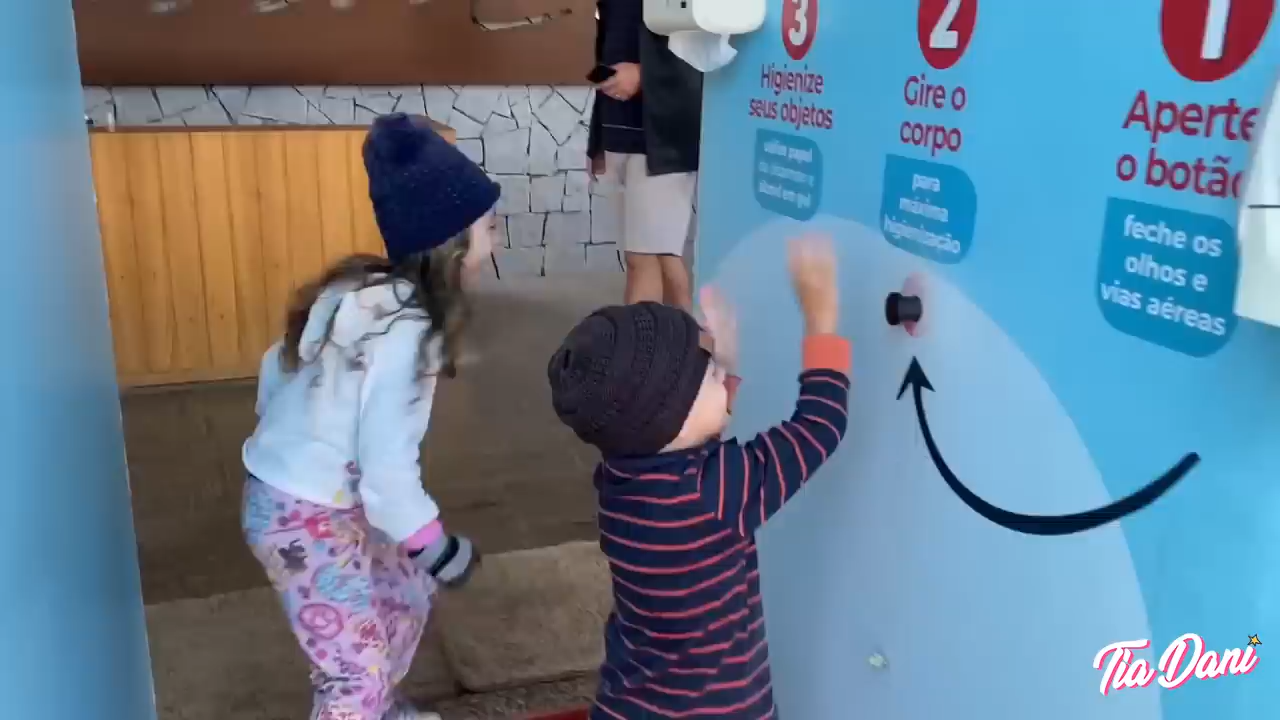 3
Higienize
seus objetos
2
Gire o
corpo
para
máxima
higienização
1
Aperte
o botão
feche os
olhos e
vias aéreas
Tia Dani